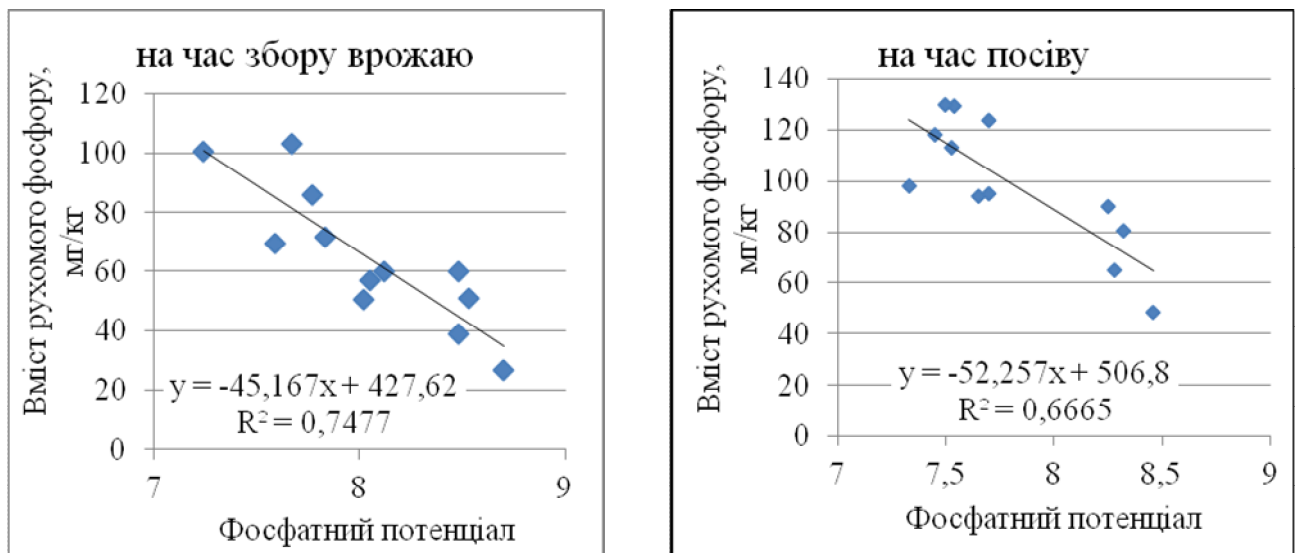 на час збору врожаю
Вміст рухомого фосфору,
мг/кг
120
100
80
60
40
20
0
y = -45,167x + 427,62
R² = 0,7477
7
8
9
Фосфатний потенціал
на час посіву
Вміст рухомого фосфору,
мг/кг
140
120
100
80
60
40
20
0
y = -52,257x + 506,8
R² = 0,6665
7
7,5
8
8,5
9
Фосфатний потенціал